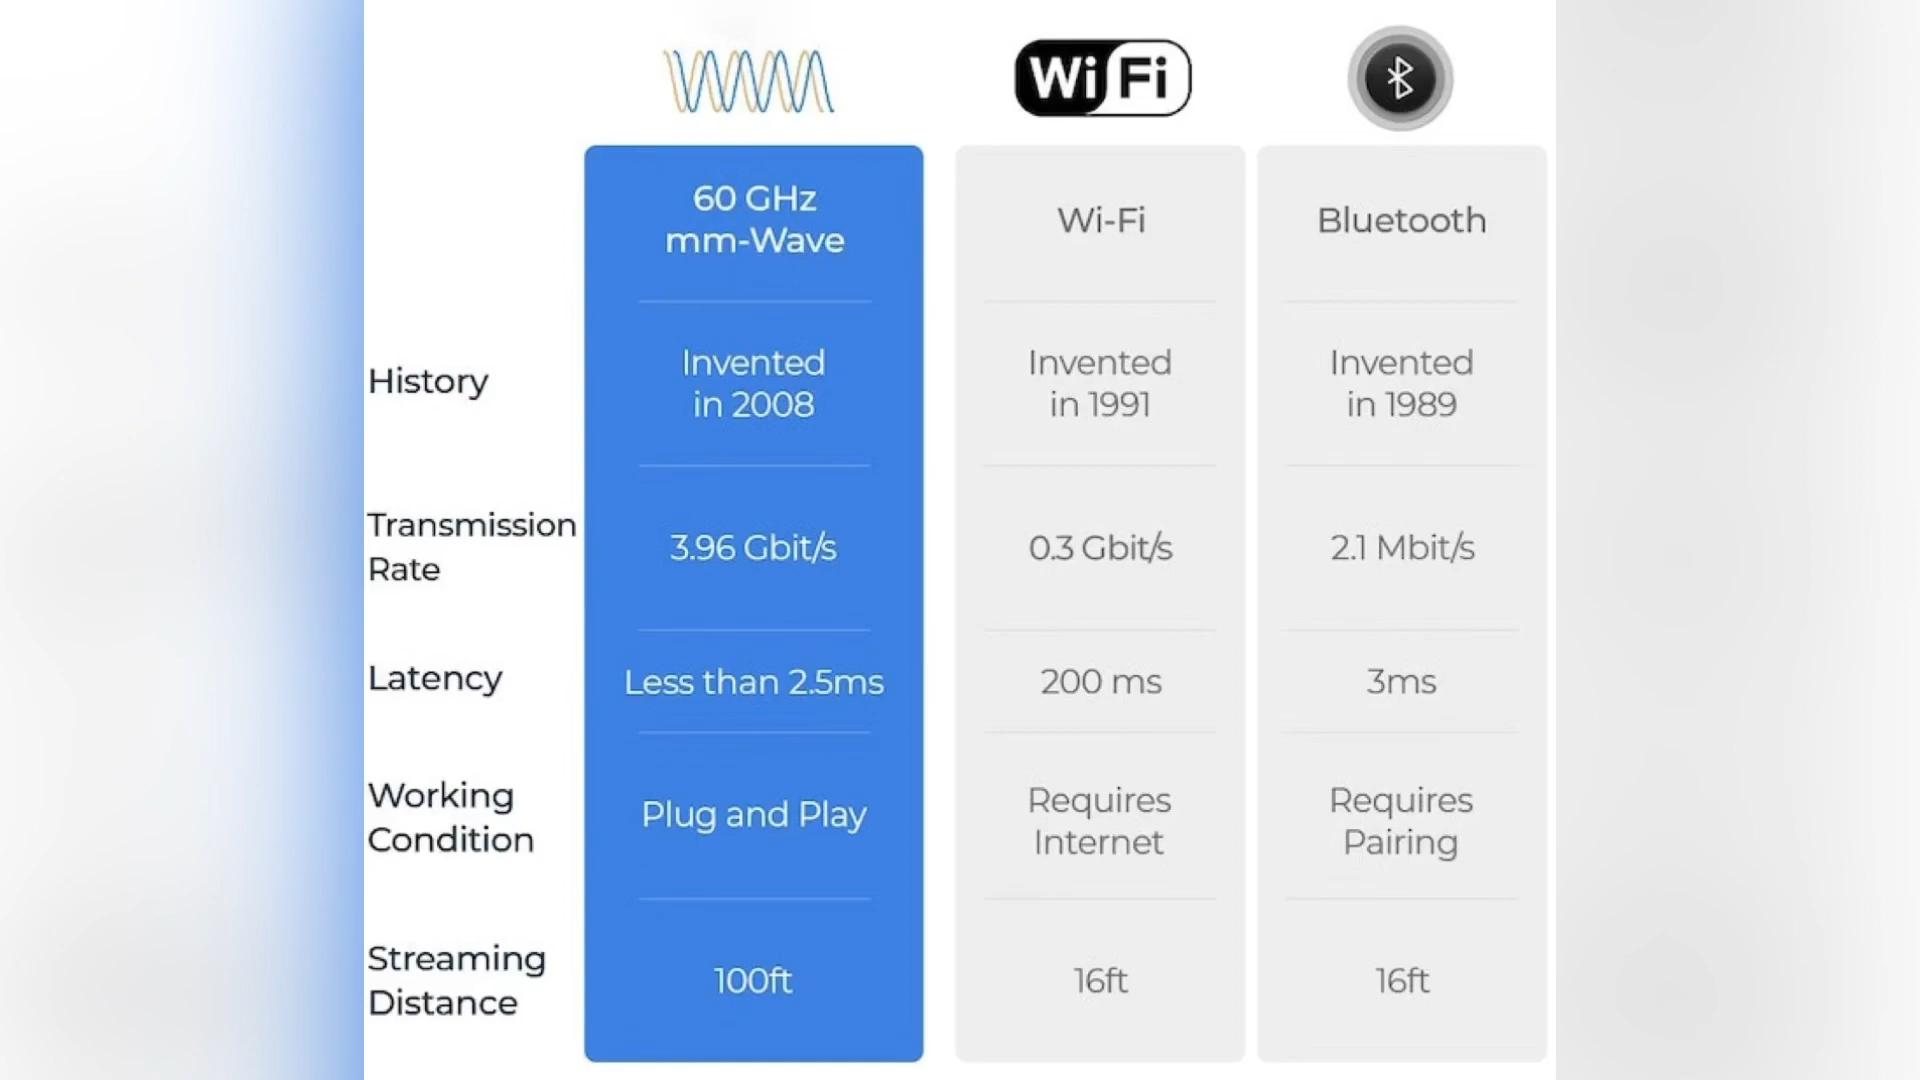 WiFi
60 GHz
mm-Wave
Wi-Fi
Bluetooth
History
Invented
in 2008
Invented
in 1991
Invented
in 1989
Transmission
Rate
3.96 Gbit/s
0.3 Gbit/s
2.1 Mbit/s
Latency
Less than 2.5ms
200 ms
3ms
Working
Condition
Plug and Play
Requires
Internet
Requires
Pairing
Streaming
Distance
100ft
16ft
16ft